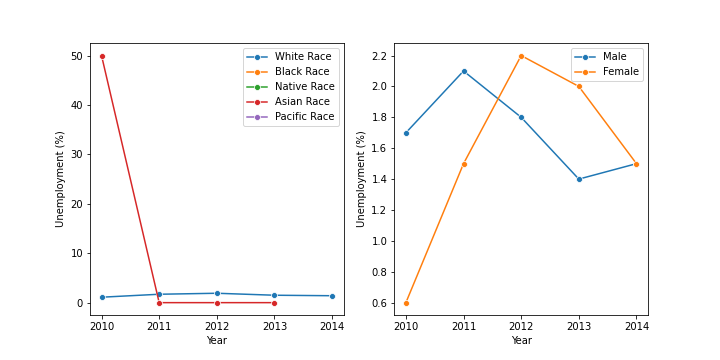 50
40
30
20
10
0
Unemployment (%)
2010 2011 2012 2013 2014
Year
White Race
Black Race
Native Race
Asian Race
Pacific Race
2.2
2.0
1.8
1.6
1.4
1.2
1.0
0.8
0.6
Unemployment (%)
2010 2011 2012 2013 2014
Year
Male
Female